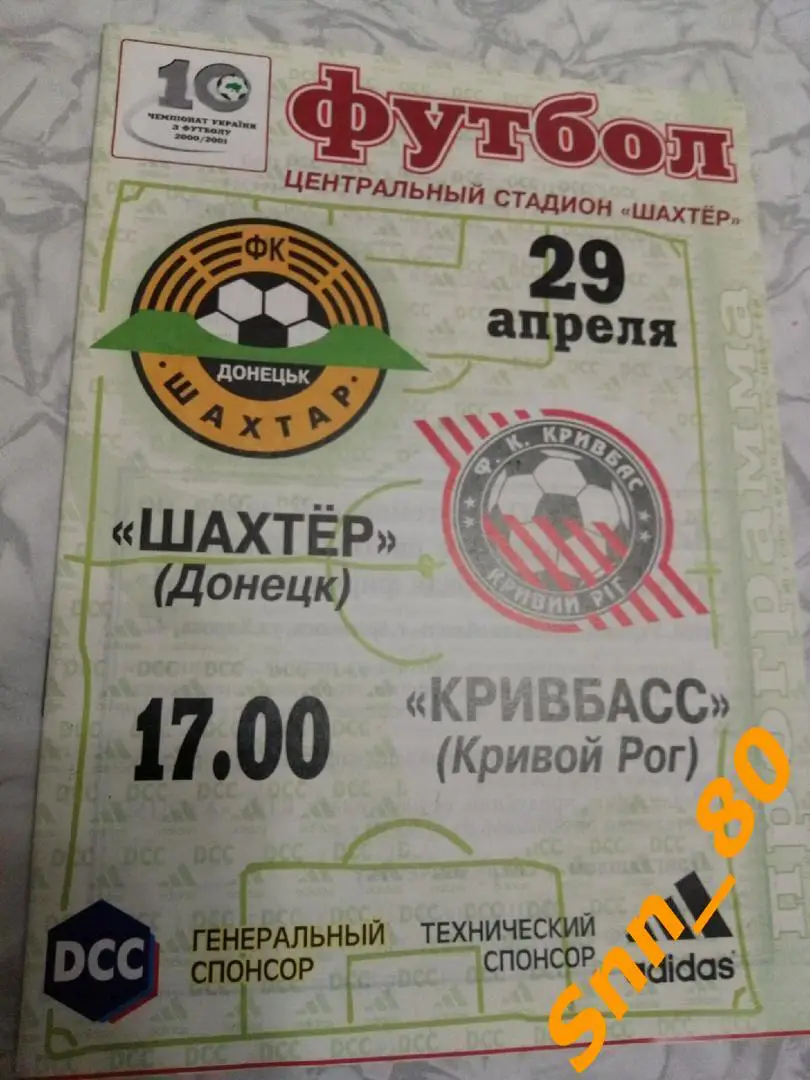 10
ЧЕМПІОНАТ УКРАЇНИ
З ФУТБОЛУ
2000/2001
футбол
ЦЕНТРАЛЬНЫЙ СТАДИОН «ШАХТЁР»
ФК
ДОНЕЦЬК
·ШАХТАР·
29
апреля
Ф. К. КРИВБАС
КРИВИЙ РІГ
«ШАХТЁР»
(Донецк)
17.00
«КРИВБАСС»
(Кривой Рог)
программа
DCC
ГЕНЕРАЛЬНЫЙ
СПОНСОР
ТЕХНИЧЕСКИЙ
СПОНСОР
adidas
Snn_80